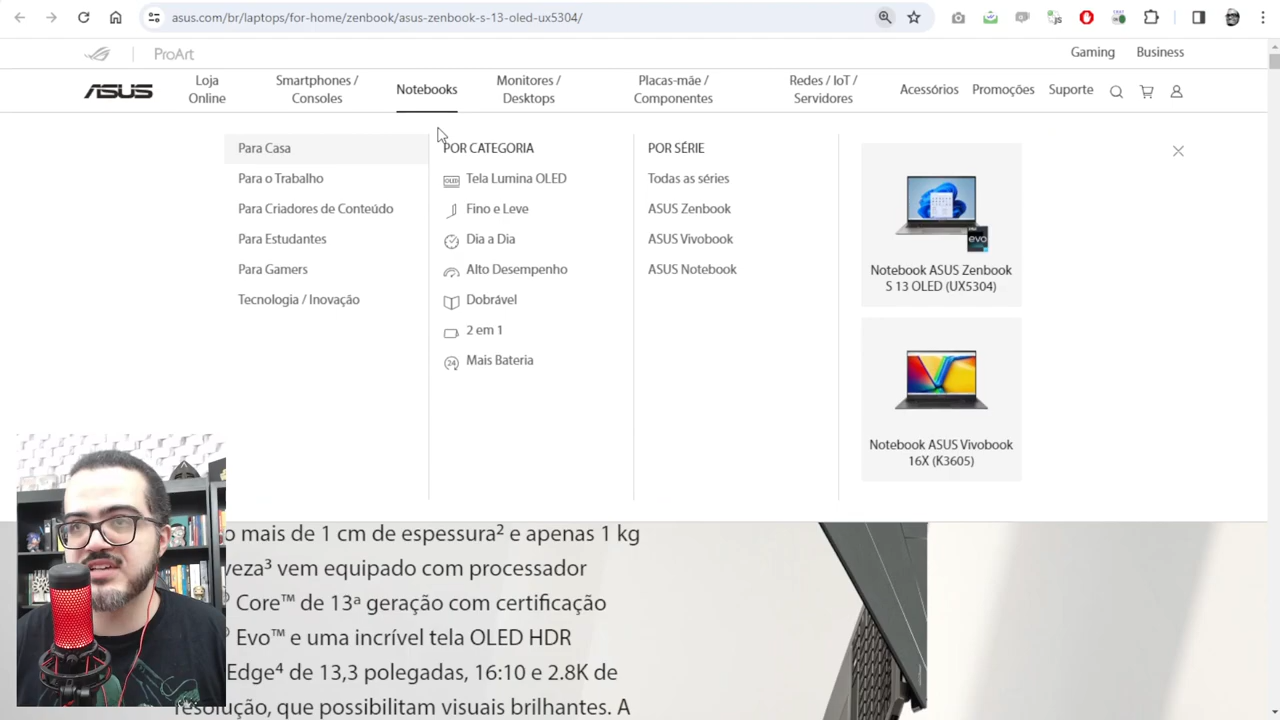 asus.com/br/laptops/for-home/zenbook/asus-zenbook-s-13-oled-ux5304/
ProArt
Gaming
Business
ASUS
Loja
Online
Smartphones /
Consoles
Notebooks
Monitores /
Desktops
Placas-mãe /
Componentes
Redes / IoT /
Servidores
Acessórios
Promoções
Suporte
Para Casa
Para o Trabalho
Para Criadores de Conteúdo
Para Estudantes
Para Gamers
Tecnologia / Inovação
POR CATEGORIA
Tela Lumina OLED
Fino e Leve
Dia a Dia
Alto Desempenho
Dobrável
2 em 1
24
Mais Bateria
POR SÉRIE
Todas as séries
ASUS Zenbook
ASUS Vivobook
ASUS Notebook
evo
Notebook ASUS Zenbook
S 13 OLED (UX5304)
Notebook ASUS Vivobook
16X (K3605)
o mais de 1 cm de espessura² e apenas 1 kg
veza³ vem equipado com processador
Core™ de 13ª geração com certificação
Evo™ e uma incrível tela OLED HDR
Edge⁴ de 13,3 polegadas, 16:10 e 2.8K de
resolução, que possibilitam visuais brilhantes. A